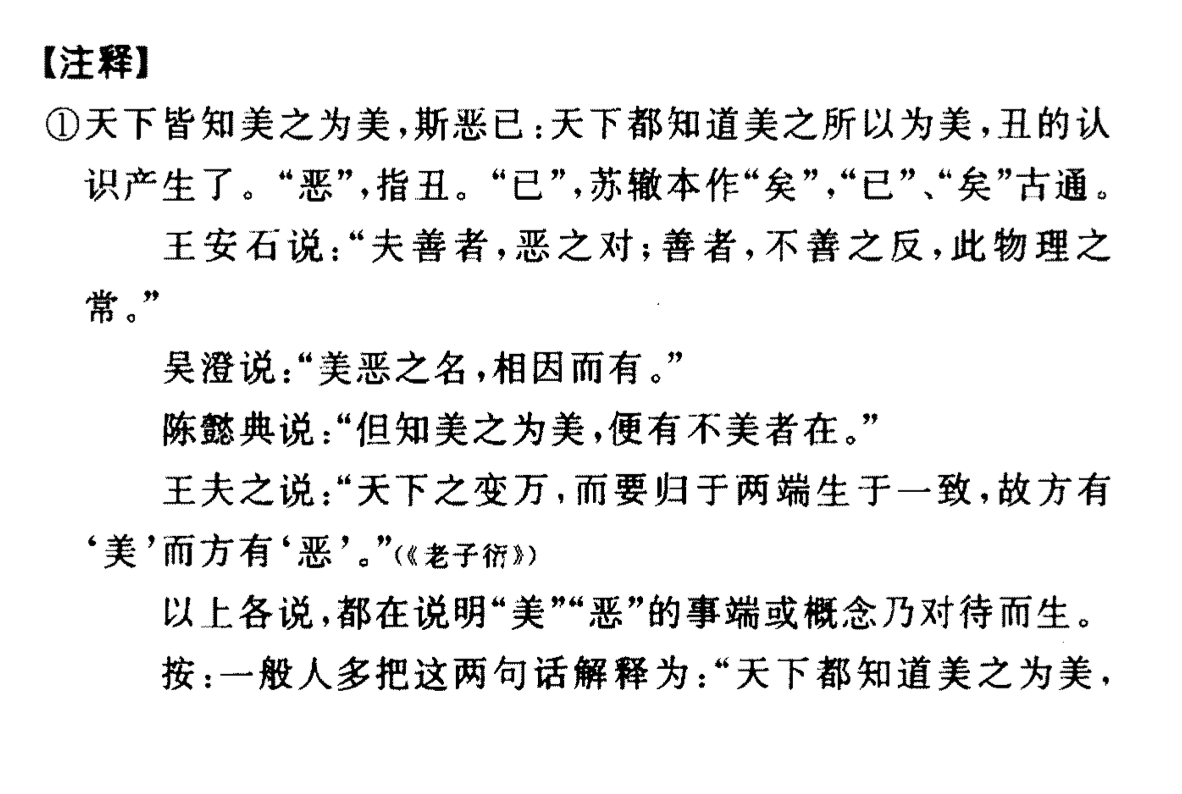 【注释】
①天下皆知美之为美,斯恶已:天下都知道美之所以为美,丑的认
识产生了。“恶”,指丑。“已”,苏辙本作“矣”,“已”、“矣”古通。
王安石说:“夫善者,恶之对;善者,不善之反,此物理之
常。”
吴澄说:“美恶之名,相因而有。”
陈懿典说:“但知美之为美,便有不美者在。”
王夫之说:“天下之变万,而要归于两端生于一致,故方有
‘美’而方有‘恶’。”(《老子衍》)
以上各说,都在说明“美”“恶”的事端或概念乃对待而生。
按:一般人多把这两句话解释为:“天下都知道美之为美,